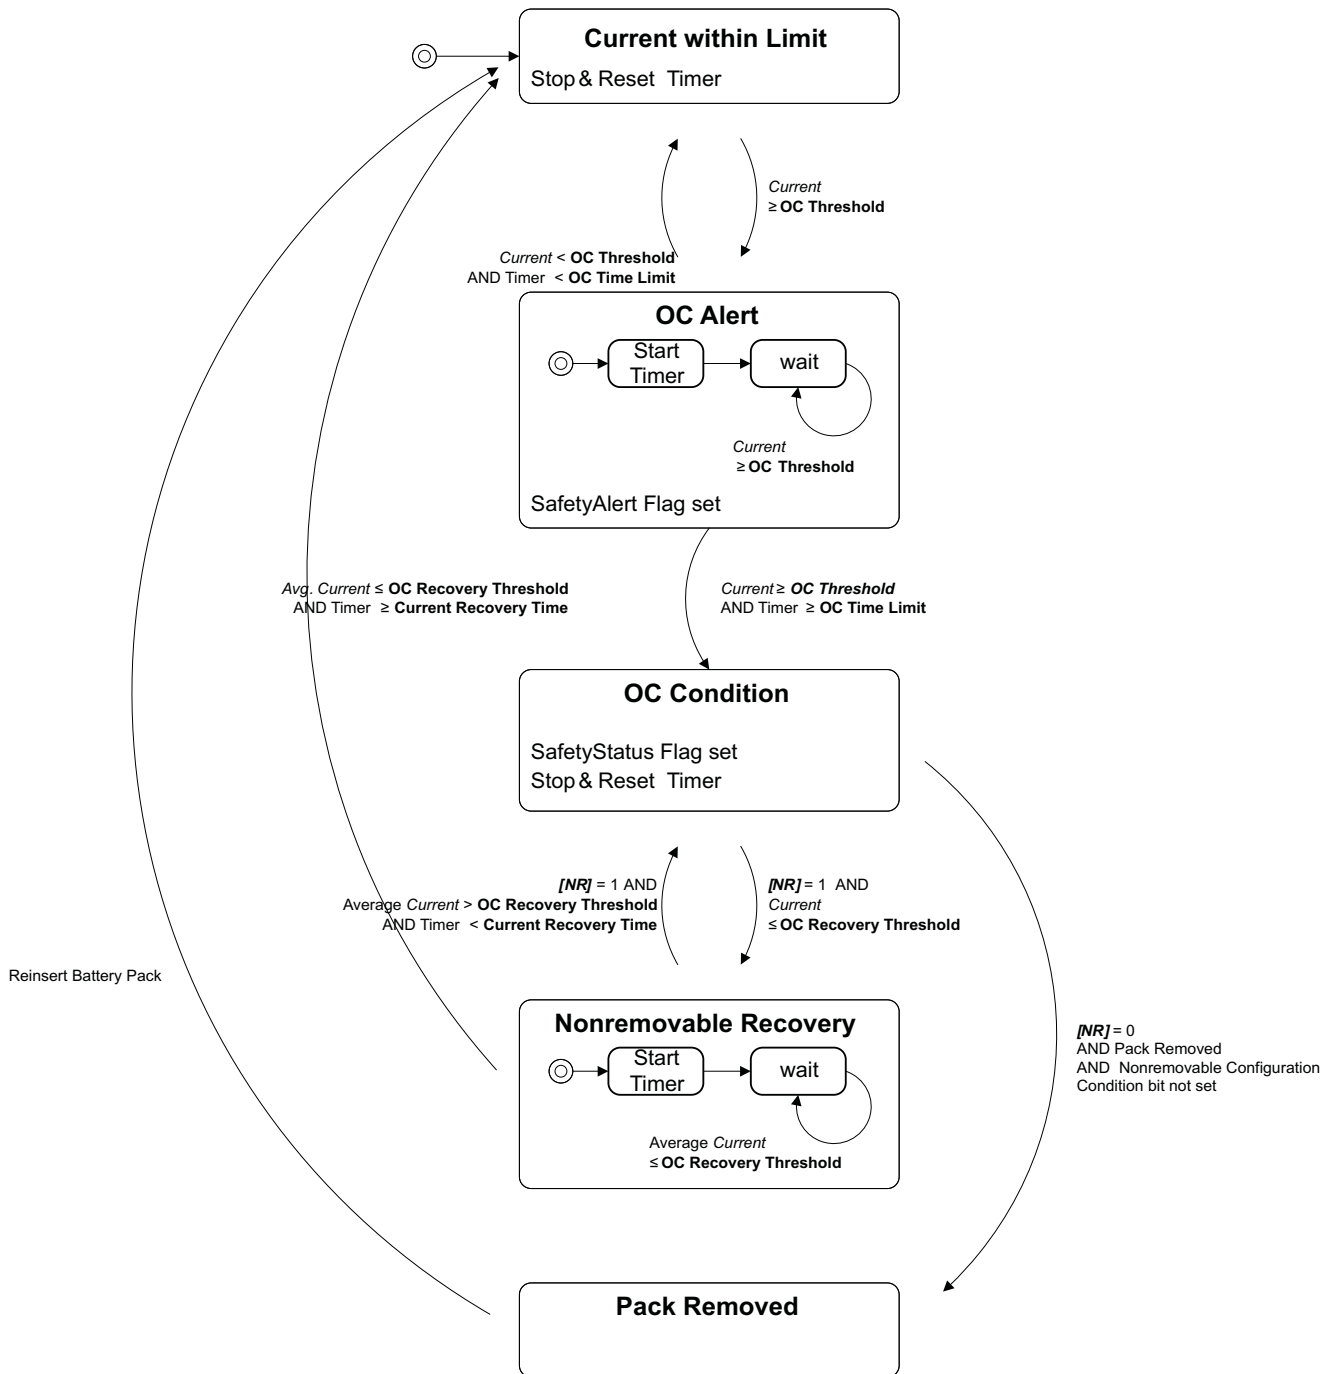 Current within Limit
Stop & Reset Timer
Current
≥ OC Threshold
Current < OC Threshold
AND Timer < OC Time Limit
OC Alert
Start
Timer
wait
Current
≥ OC Threshold
SafetyAlert Flag set
Avg. Current ≤ OC Recovery Threshold
AND Timer ≥ Current Recovery Time
Current ≥ OC Threshold
AND Timer ≥ OC Time Limit
OC Condition
SafetyStatus Flag set
Stop & Reset Timer
[NR] = 1 AND
Average Current > OC Recovery Threshold
AND Timer < Current Recovery Time
[NR] = 1 AND
Current
≤ OC Recovery Threshold
Reinsert Battery Pack
Nonremovable Recovery
Start
Timer
wait
Average Current
≤ OC Recovery Threshold
[NR] = 0
AND Pack Removed
AND Nonremovable Configuration
Condition bit not set
Pack Removed